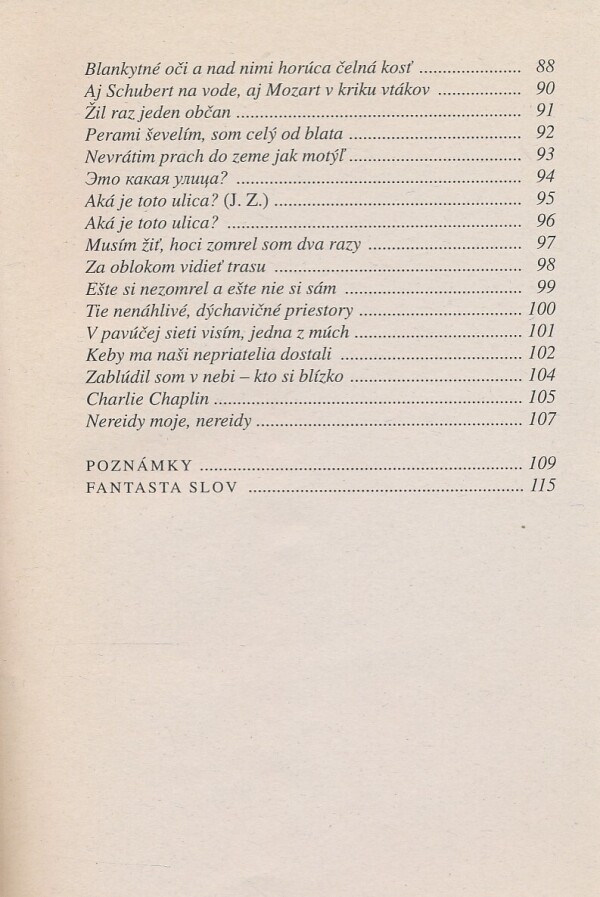 Blankytné oči a nad nimi horúca čelná kosť ...................... 88
Aj Schubert na vode, aj Mozart v kriku vtákov .................. 90
Žil raz jeden občan ............................................................. 91
Perami ševelím, som celý od blata ..................................... 92
Nevrátim prach do zeme jak motýľ ..................................... 93
Это какая улица? .............................................................. 94
Aká je toto ulica? (J. Z.) ...................................................... 95
Aká je toto ulica? ................................................................ 96
Musím žiť, hoci zomrel som dva razy ................................. 97
Za oblokom vidieť trasu ...................................................... 98
Ešte si nezomrel a ešte nie si sám ........................................ 99
Tie nenáhlivé, dýchavičné priestory .................................... 100
V pavúčej sieti visím, jedna z múch ..................................... 101
Keby ma naši nepriatelia dostali ......................................... 102
Zablúdil som v nebi – kto si blízko ...................................... 104
Charlie Chaplin ................................................................... 105
Nereidy moje, nereidy .......................................................... 107
POZNÁMKY ...................................................................... 109
FANTASTA SLOV ............................................................. 115